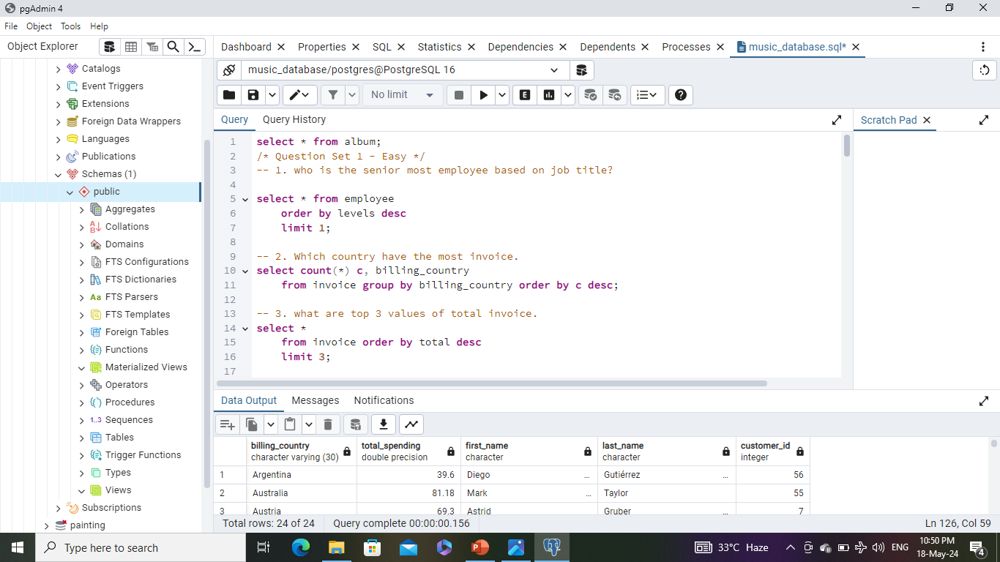 pgAdmin 4
File Object Tools Help
Object Explorer
Dashboard Properties SQL Statistics Dependencies Dependents Processes music_database.sql*
music_database/postgres@PostgreSQL 16
No limit
E
Query Query History
Scratch Pad
Catalogs
Event Triggers
Extensions
Foreign Data Wrappers
Languages
Publications
Schemas (1)
public
Aggregates
Collations
Domains
FTS Configurations
FTS Dictionaries
Aa FTS Parsers
FTS Templates
Foreign Tables
Functions
Materialized Views
Operators
Procedures
1..3 Sequences
Tables
Trigger Functions
Types
Views
Subscriptions
painting
1 select * from album;
2 /* Question Set 1 - Easy */
3 -- 1. who is the senior most employee based on job title?
4
5 select * from employee
6 order by levels desc
7 limit 1;
8
9 -- 2. Which country have the most invoice.
10 select count(*) c, billing_country
11 from invoice group by billing_country order by c desc;
12
13 -- 3. what are top 3 values of total invoice.
14 select *
15 from invoice order by total desc
16 limit 3;
17
Data Output Messages Notifications
billing_country total_spending first_name last_name customer_id
character varying (30) double precision character character integer
1 Argentina 39.6 Diego ... Gutiérrez ... 56
2 Australia 81.18 Mark ... Taylor 55
3 Austria 69.3 Astrid Gruber ... 7
Total rows: 24 of 24 Query complete 00:00:00.156 Ln 126, Col 59
Type here to search
33°C Haze
ENG
10:50 PM
18-May-24
4